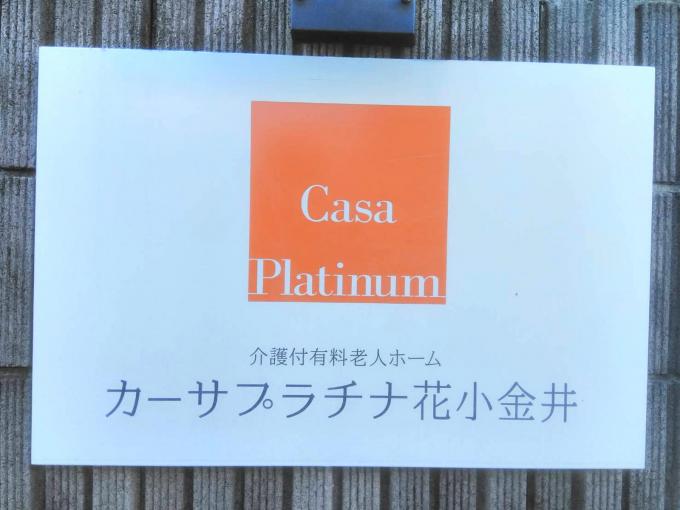 Casa
Platinum
介護付有料老人ホーム
カーサプラチナ花小金井